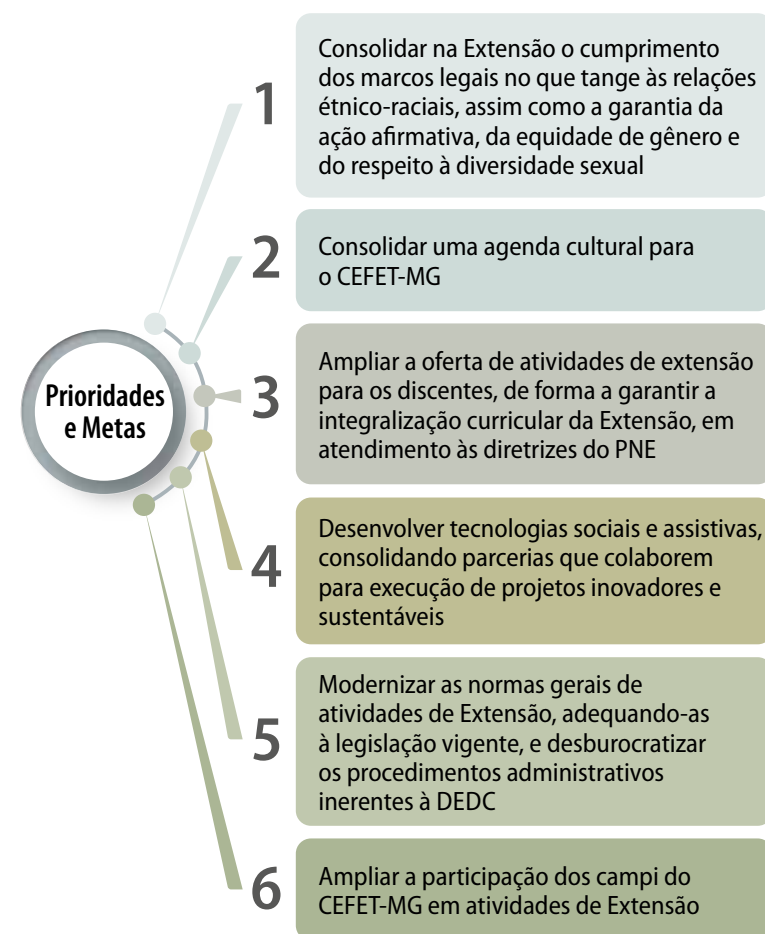 Prioridades
e Metas
1
Consolidar na Extensão o cumprimento
dos marcos legais no que tange às relações
étnico-raciais, assim como a garantia da
ação afirmativa, da equidade de gênero e
do respeito à diversidade sexual
2
Consolidar uma agenda cultural para
o CEFET-MG
3
Ampliar a oferta de atividades de extensão
para os discentes, de forma a garantir a
integralização curricular da Extensão, em
atendimento às diretrizes do PNE
4
Desenvolver tecnologias sociais e assistivas,
consolidando parcerias que colaborem
para execução de projetos inovadores e
sustentáveis
5
Modernizar as normas gerais de
atividades de Extensão, adequando-as
à legislação vigente, e desburocratizar
os procedimentos administrativos
inerentes à DEDC
6
Ampliar a participação dos campi do
CEFET-MG em atividades de Extensão